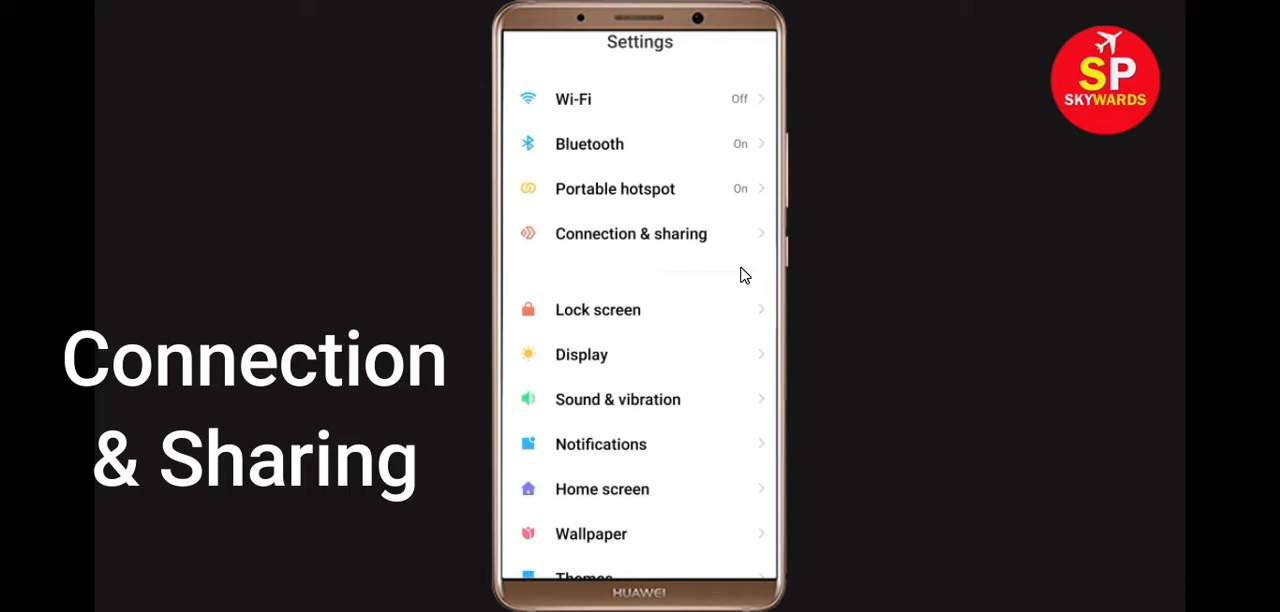 Settings
Wi-Fi Off
Bluetooth On
Portable hotspot On
Connection & sharing
Lock screen
Display
Sound & vibration
Notifications
Home screen
Wallpaper
Themes
HUAWEI
Connection
& Sharing
SP
SKYWARDS